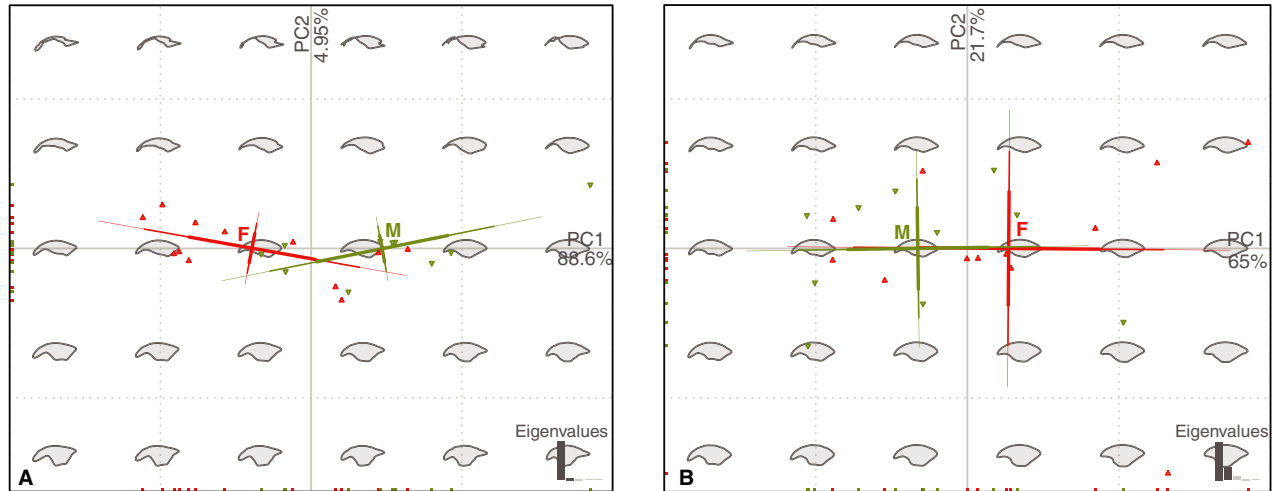 PC2
4.95%
F
M
PC1
88.6%
Eigenvalues
A
PC2
21.7%
M
F
PC1
65%
Eigenvalues
B